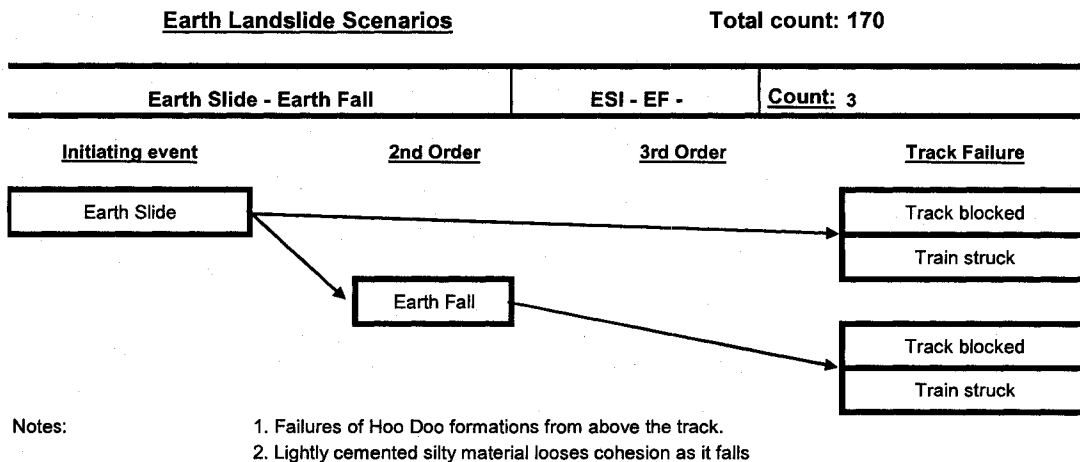 Earth Landslide Scenarios Total count: 170
Earth Slide - Earth Fall ESI - EF - Count: 3
Initiating event 2nd Order 3rd Order Track Failure
Earth Slide
Track blocked
Train struck
Earth Fall
Track blocked
Train struck
Notes: 1. Failures of Hoo Doo formations from above the track.
2. Lightly cemented silty material looses cohesion as it falls